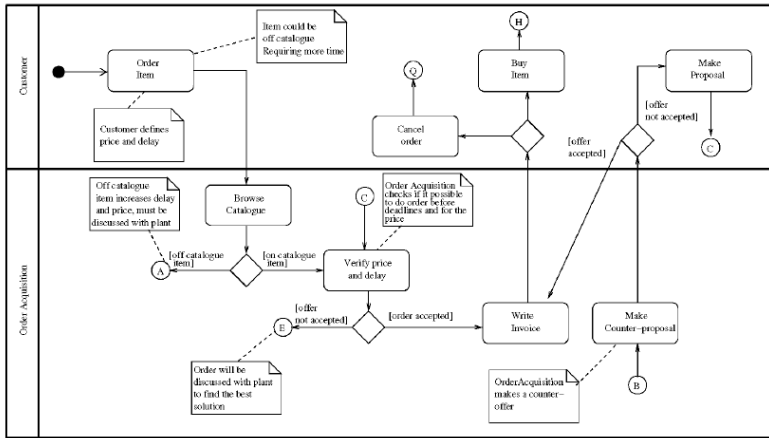 Customer
Item could be
off catalogue
Requiring more time
Order
Item
Customer defines
price and delay
H
Buy
Item
Q
Cancel
order
Make
Proposal
[offer
not accepted]
[offer
accepted]
C
Order Acquisition
Off catalogue
item increases delay
and price, must be
discussed with plant
Browse
Catalogue
C
Order Acquisition
checks if it possible
to do order before
deadlines and for the
price
[off catalogue
item]
[on catalogue
item]
A
Verify price
and delay
[offer
not accepted]
[order accepted]
E
Write
Invoice
Make
Counter-proposal
Order will be
discussed with plant
to find the best
solution
OrderAcquisition
makes a counter-
offer
B